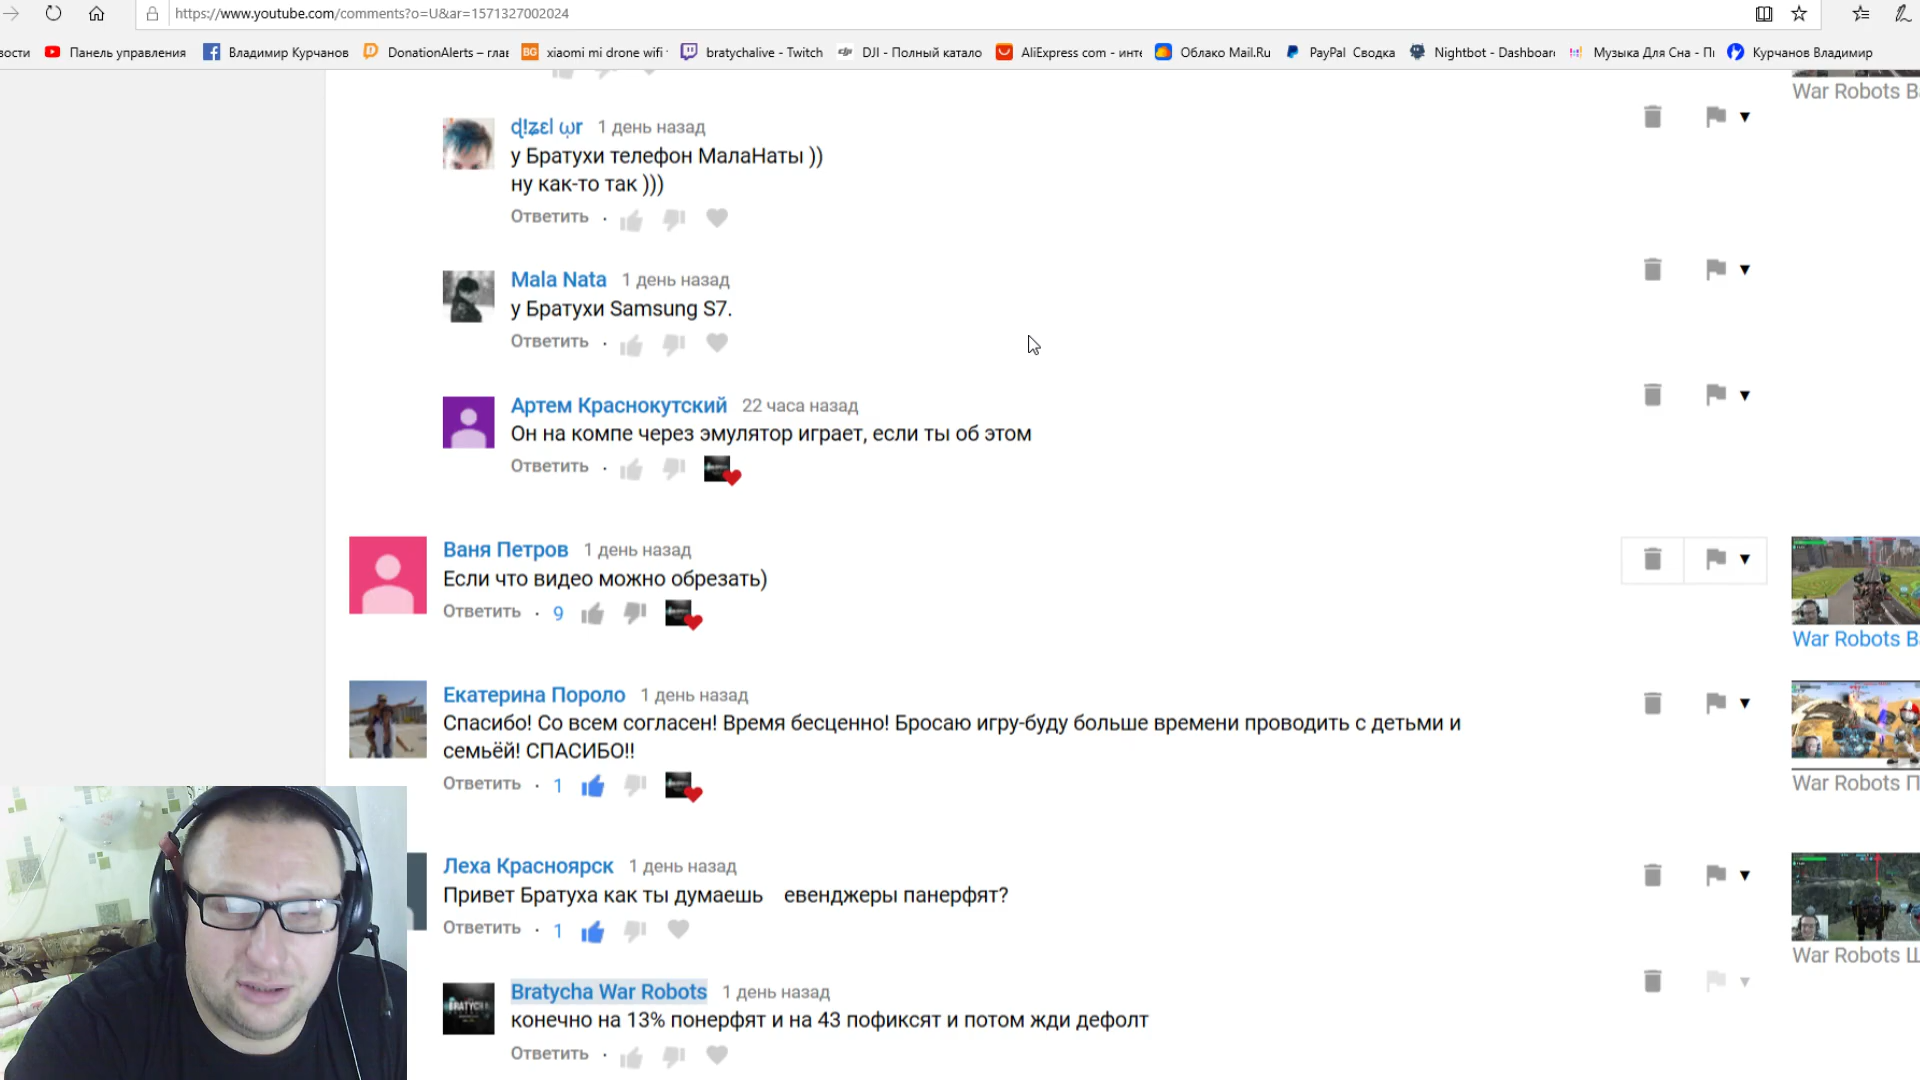 https://www.youtube.com/comments?o=U&ar=1571327002024
вости Панель управления Владимир Курчанов DonationAlerts – глав xiaomi mi drone wifi bratychalive - Twitch DJI - Полный катало AliExpress com - инте Облако Mail.Ru PayPal Сводка Nightbot - Dashboar Музыка Для Сна - П Курчанов Владимир
War Robots В
ɖ!ʑɛl ῳr 1 день назад
у Братухи телефон МалаНаты ))
ну как-то так )))
Ответить
Mala Nata 1 день назад
у Братухи Samsung S7.
Ответить
Артем Краснокутский 22 часа назад
Он на компе через эмулятор играет, если ты об этом
Ответить
Ваня Петров 1 день назад
Если что видео можно обрезать)
Ответить · 9
War Robots В
Екатерина Пороло 1 день назад
Спасибо! Со всем согласен! Время бесценно! Бросаю игру-буду больше времени проводить с детьми и
семьёй! СПАСИБО!!
Ответить · 1
War Robots П
Леха Красноярск 1 день назад
Привет Братуха как ты думаешь евенджеры панерфят?
Ответить · 1
War Robots Ш
Bratycha War Robots 1 день назад
конечно на 13% понерфят и на 43 пофиксят и потом жди дефолт
Ответить